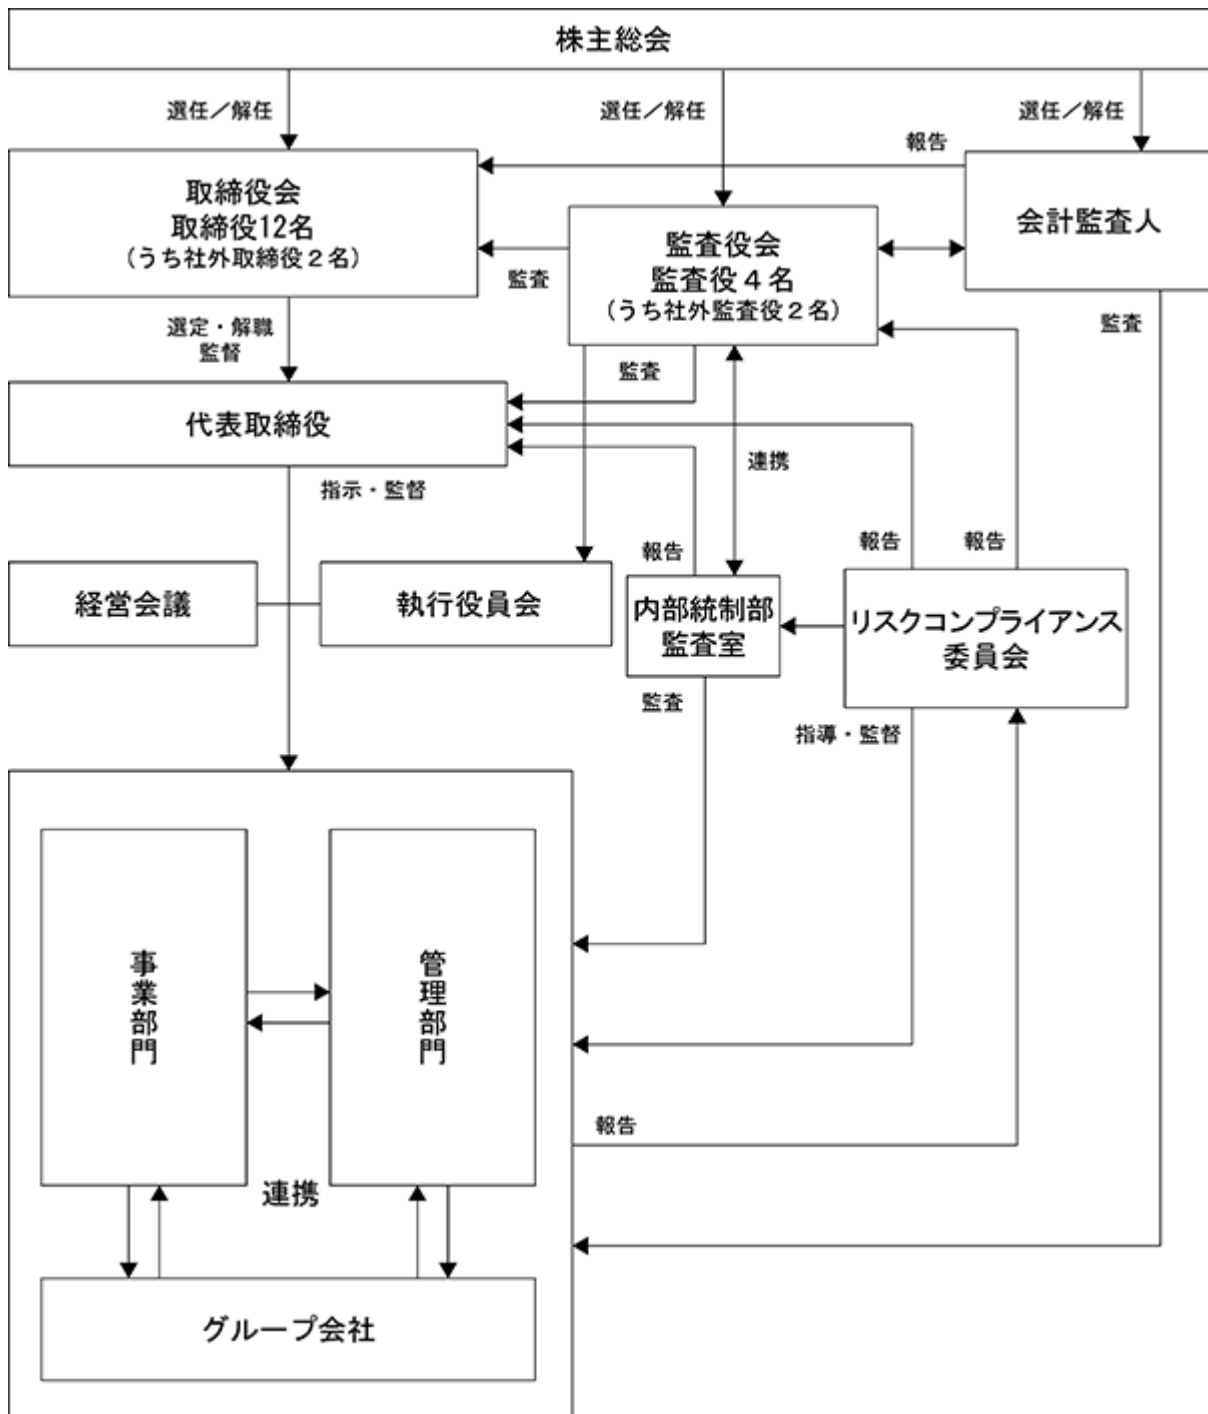 株主総会
選任／解任
選任／解任
選任／解任
報告
取締役会
取締役12名
（うち社外取締役２名）
監査役会
監査役４名
（うち社外監査役２名）
会計監査人
監査
監査
選定・解職
監督
監査
代表取締役
連携
指示・監督
報告
報告
報告
経営会議
執行役員会
内部統制部
監査室
リスクコンプライアンス
委員会
監査
指導・監督
事業部門
管理部門
報告
連携
グループ会社